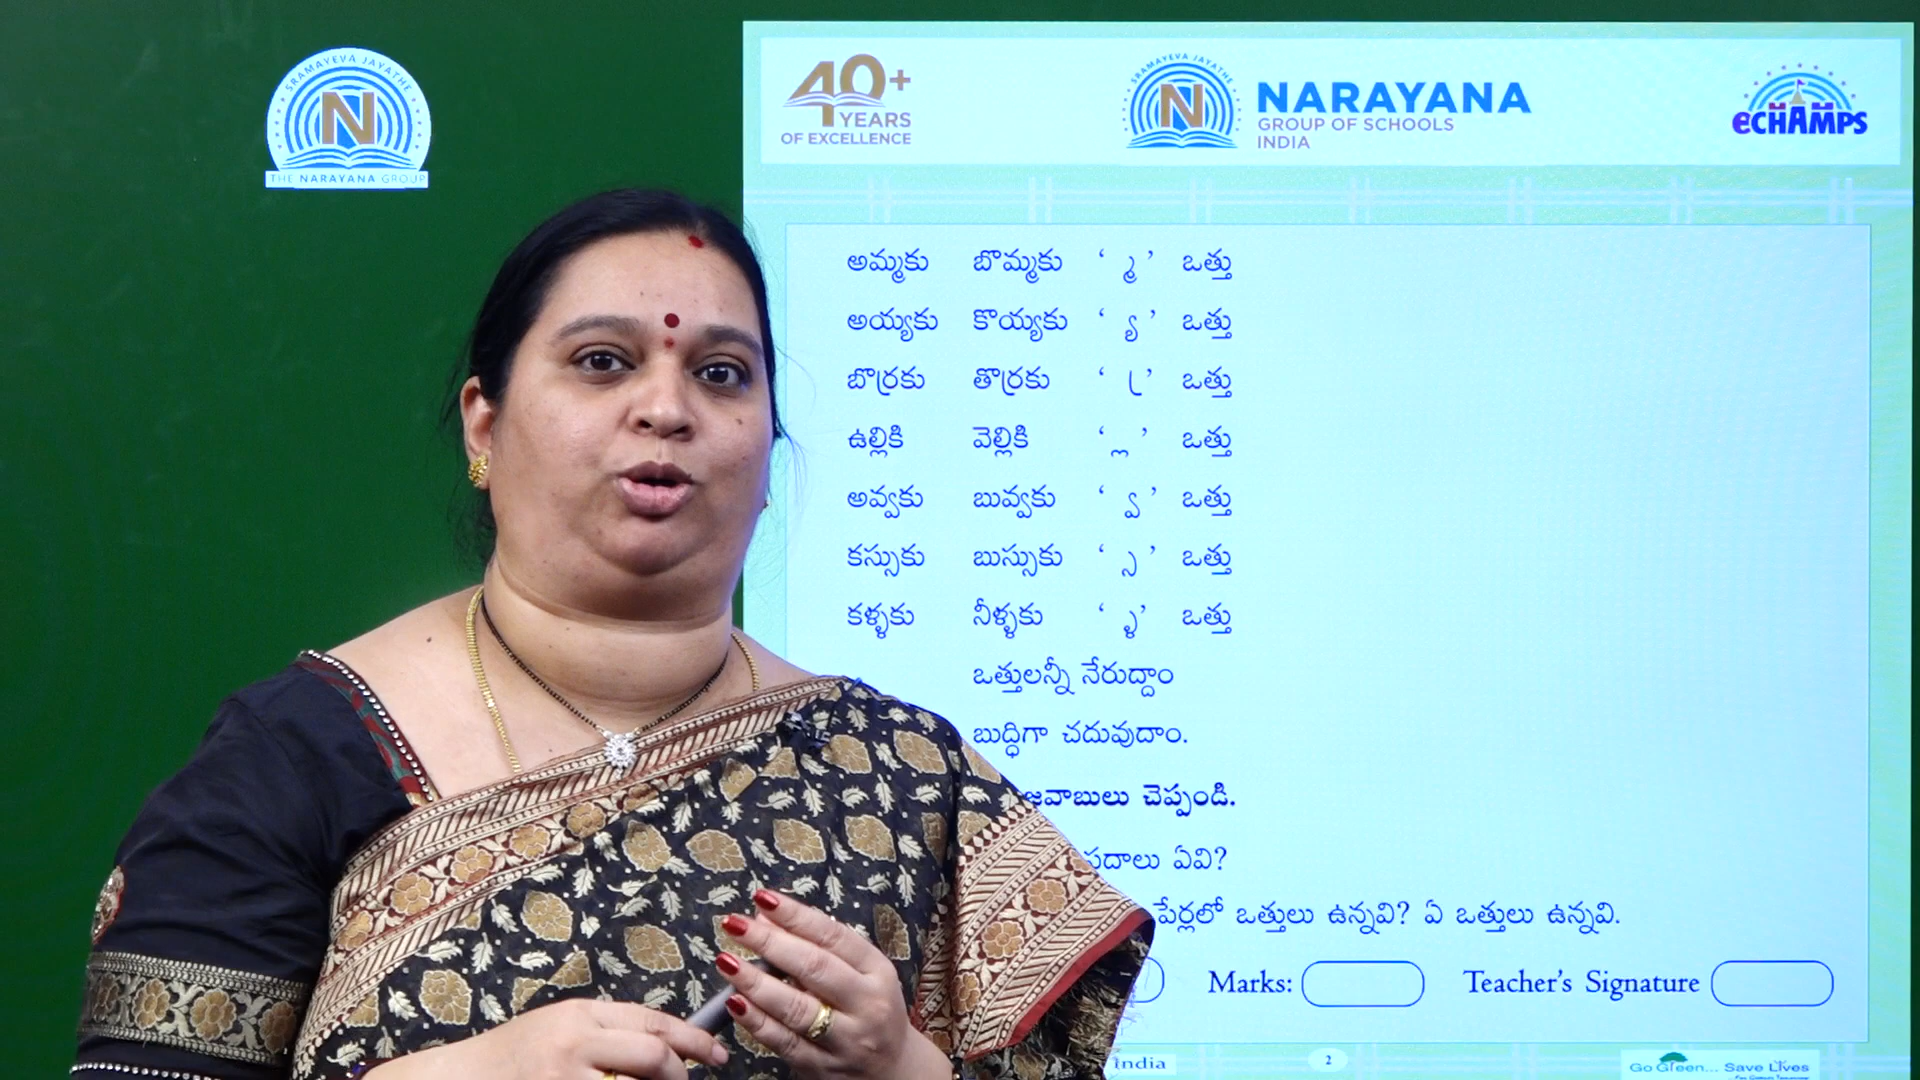 SRAMAYEVA JAYATHE
N
THE NARAYANA GROUP
40+
YEARS
OF EXCELLENCE
SRAMAYEVA JAYATHE
N
NARAYANA
GROUP OF SCHOOLS
INDIA
eCHAMPS
అమ్మకు బొమ్మకు ‘ ్మ ’ ఒత్తు
అయ్యకు కొయ్యకు ‘ ్య ’ ఒత్తు
బొర్రకు తొర్రకు ‘ ్ర ’ ఒత్తు
ఉల్లికి వెల్లికి ‘ ్ల ’ ఒత్తు
అవ్వకు బువ్వకు ‘ ్వ ’ ఒత్తు
కస్సుకు బుస్సుకు ‘ ్స ’ ఒత్తు
కళ్ళకు నీళ్ళకు ‘ ్ళ ’ ఒత్తు
ఒత్తులన్నీ నేరుద్దాం
బుద్ధిగా చదువుదాం.
జవాబులు చెప్పండి.
పదాలు ఏవి?
పేర్లలో ఒత్తులు ఉన్నవి? ఏ ఒత్తులు ఉన్నవి.
Marks: Teacher's Signature
India 2 Go Green... Save Lives